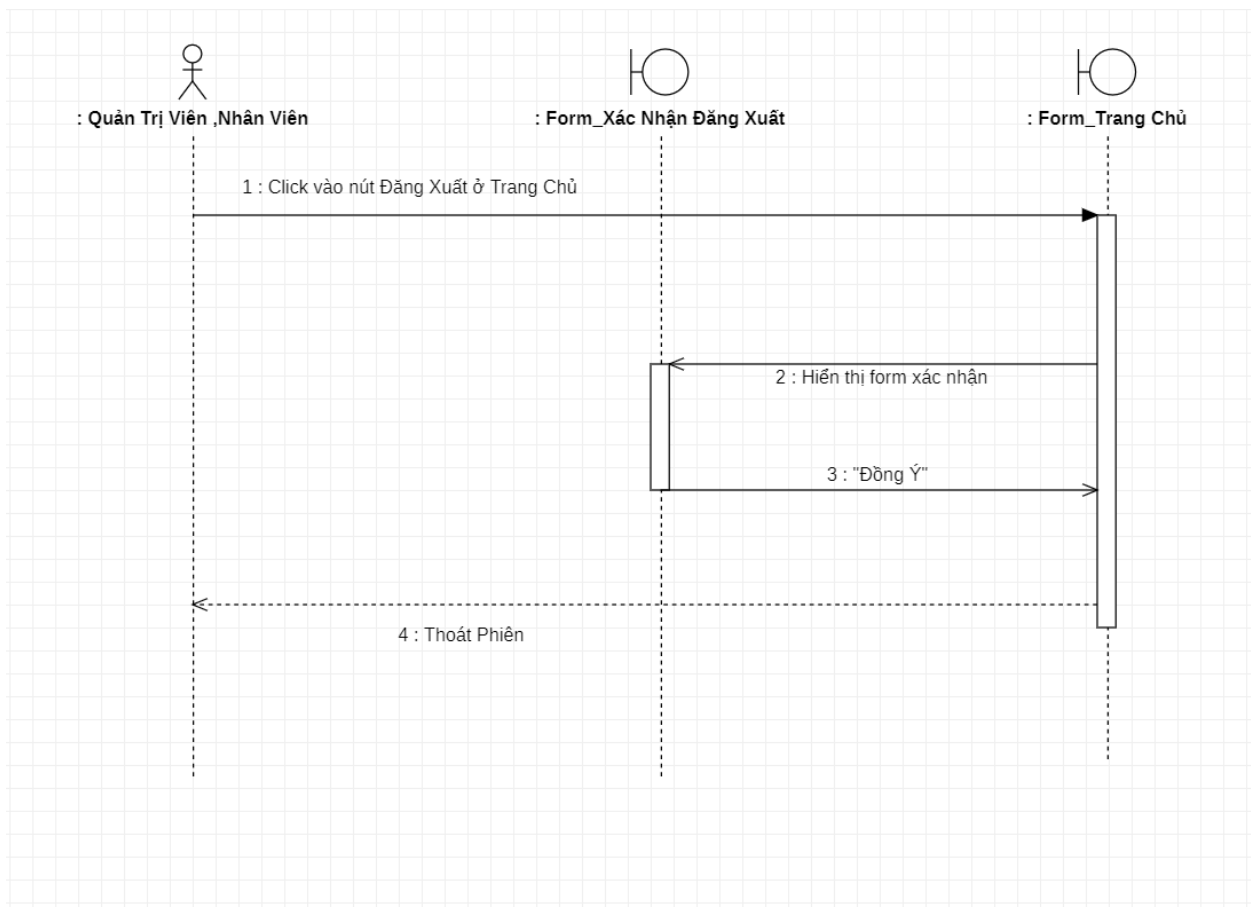 : Quản Trị Viên ,Nhân Viên
: Form_Xác Nhận Đăng Xuất
: Form_Trang Chủ
1 : Click vào nút Đăng Xuất ở Trang Chủ
2 : Hiển thị form xác nhận
3 : "Đồng Ý"
4 : Thoát Phiên